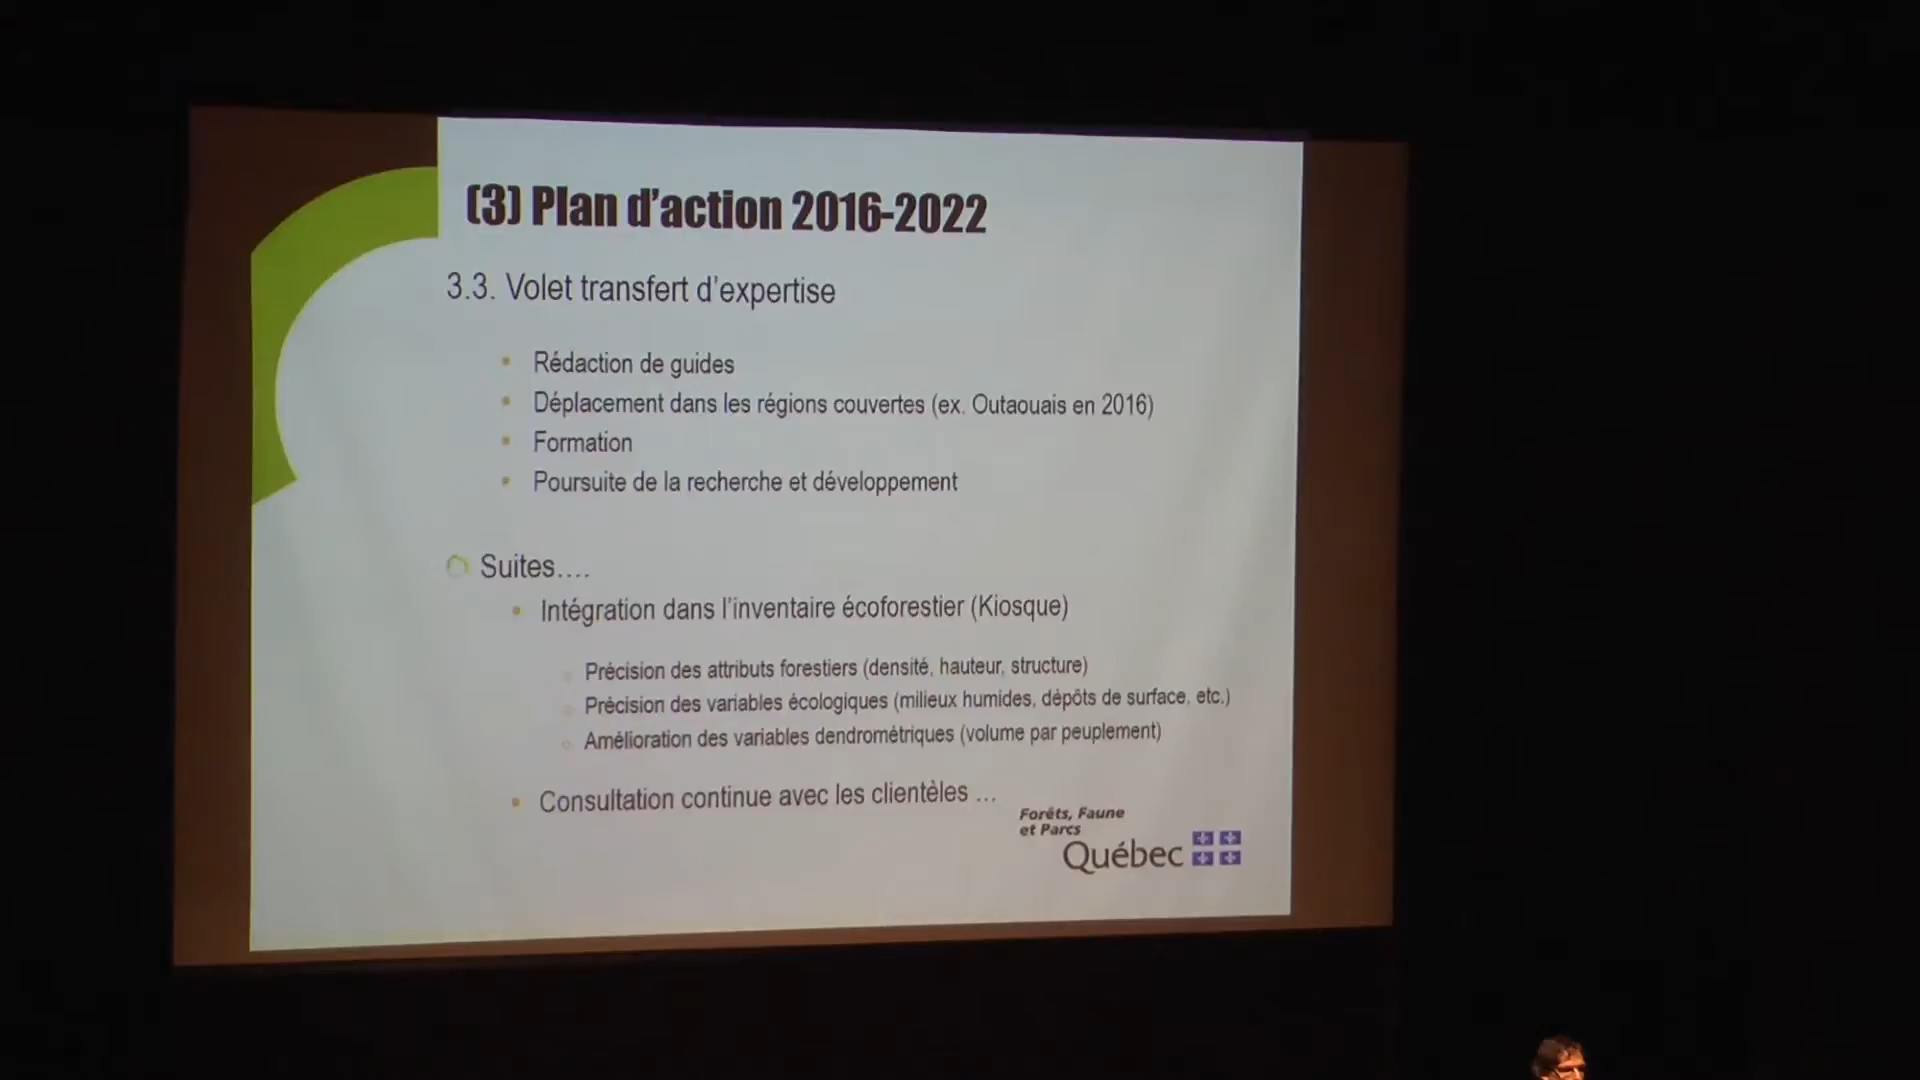 (3) Plan d'action 2016-2022
3.3. Volet transfert d'expertise
• Rédaction de guides
• Déplacement dans les régions couvertes (ex. Outaouais en 2016)
• Formation
• Poursuite de la recherche et développement
Suites....
• Intégration dans l'inventaire écoforestier (Kiosque)
Précision des attributs forestiers (densité, hauteur, structure)
Précision des variables écologiques (milieux humides, dépôts de surface, etc.)
Amélioration des variables dendrométriques (volume par peuplement)
• Consultation continue avec les clientèles ...
Forêts, Faune
et Parcs
Québec